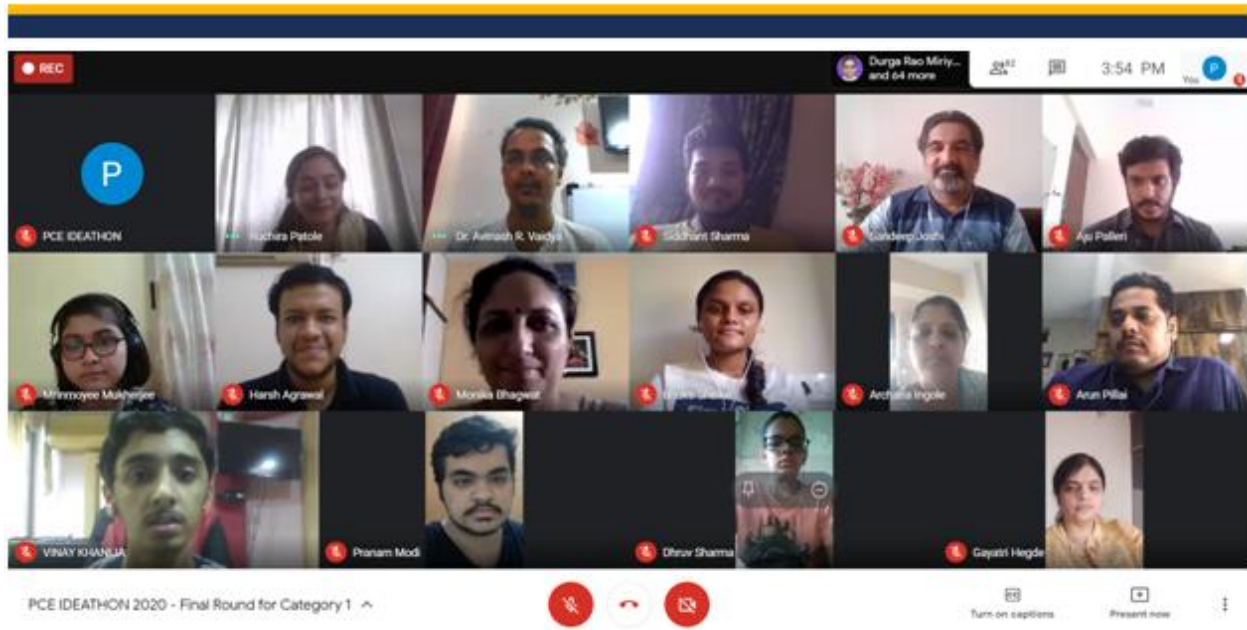 REC
Durga Rao Miriy...
and 64 more
82
3:54 PM
You
P
P
PCE IDEATHON
Ruchira Patole
Dr. Avinash R. Vaidya
Siddhant Sharma
Sandeep Joshi
Aju Palleri
Mrinmoyee Mukherjee
Harsh Agrawal
Monika Bhagwat
Archana Ingole
Arun Pillai
VINAY KHANUJA
Pranam Modi
Dhruv Sharma
Gayatri Hegde
PCE IDEATHON 2020 - Final Round for Category 1
Turn on captions
Present now